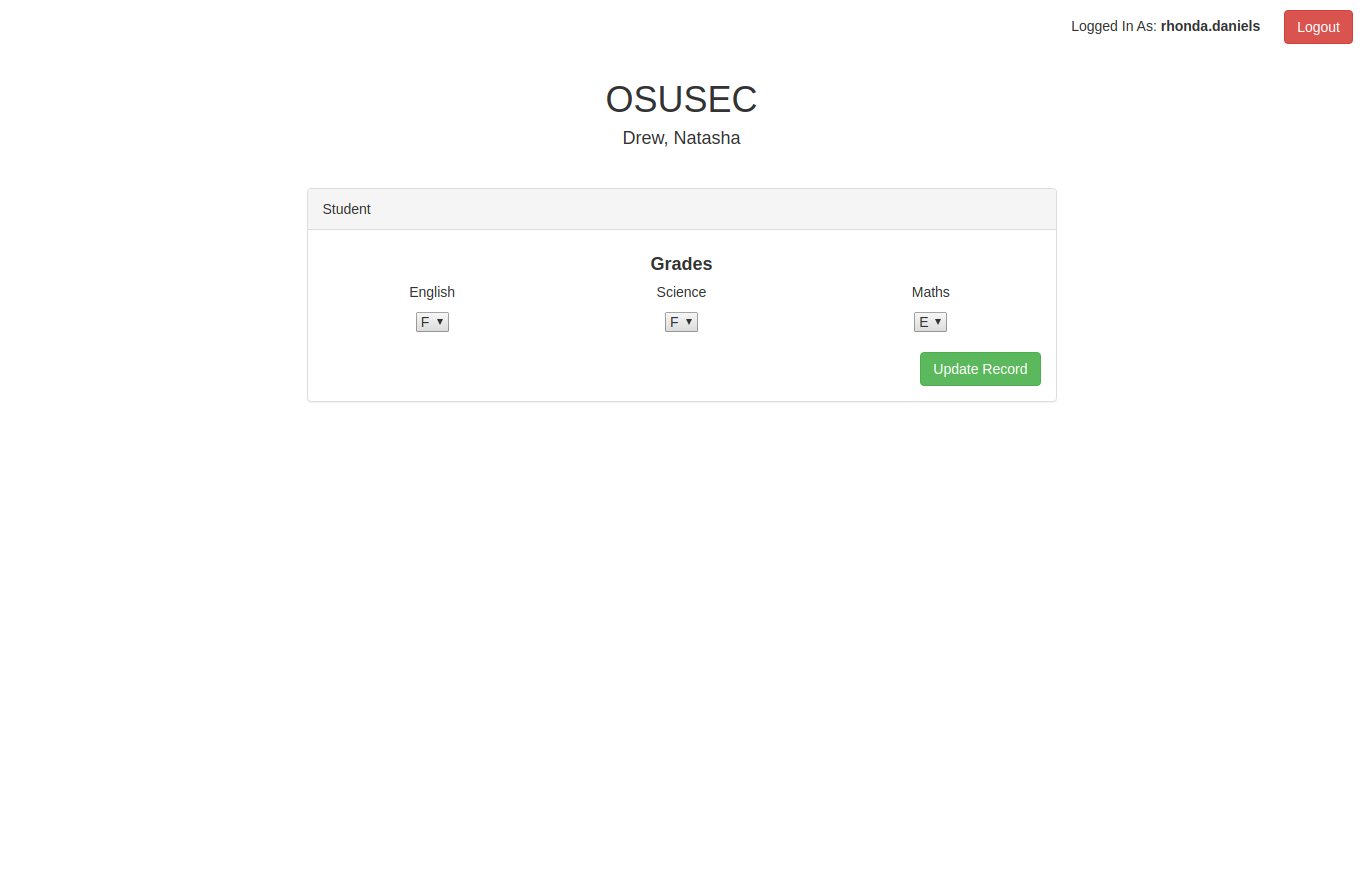 Logged In As: rhonda.daniels Logout
OSUSEC
Drew, Natasha
Student
Grades
English Science Maths
F F E
Update Record